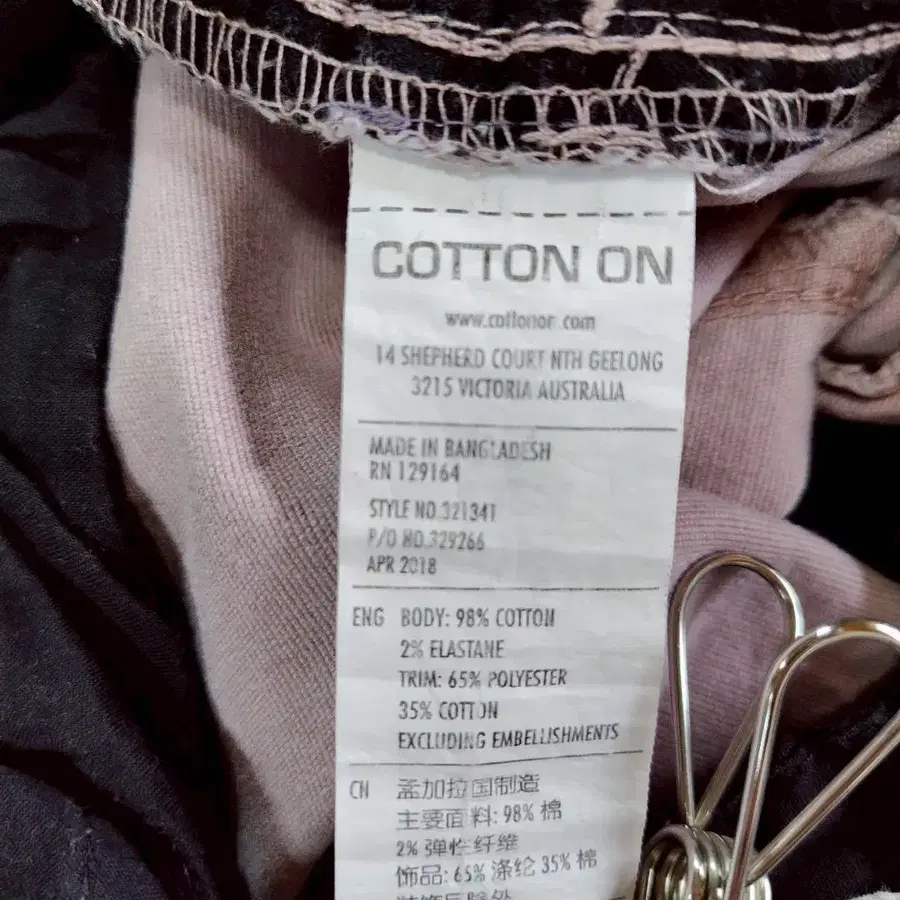 COTTON ON
www.cottonon.com
14 SHEPHERD COURT NTH GEELONG
3215 VICTORIA AUSTRALIA
MADE IN BANGLADESH
RN 129164
STYLE NO.321341
P/O NO.329266
APR 2018
ENG BODY: 98% COTTON
2% ELASTANE
TRIM: 65% POLYESTER
35% COTTON
EXCLUDING EMBELLISHMENTS
CN 孟加拉国制造
主要面料: 98% 棉
2% 弹性纤维
饰品: 65% 涤纶 35% 棉